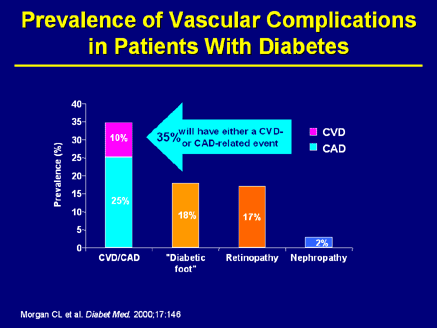 Prevalence of Vascular Complications
in Patients With Diabetes
Prevalence (%)
40
35
30
25
20
15
10
5
0
10%
25%
18%
17%
2%
35% will have either a CVD-
or CAD-related event
CVD
CAD
CVD/CAD
"Diabetic
foot"
Retinopathy
Nephropathy
Morgan CL et al. Diabet Med. 2000;17:146